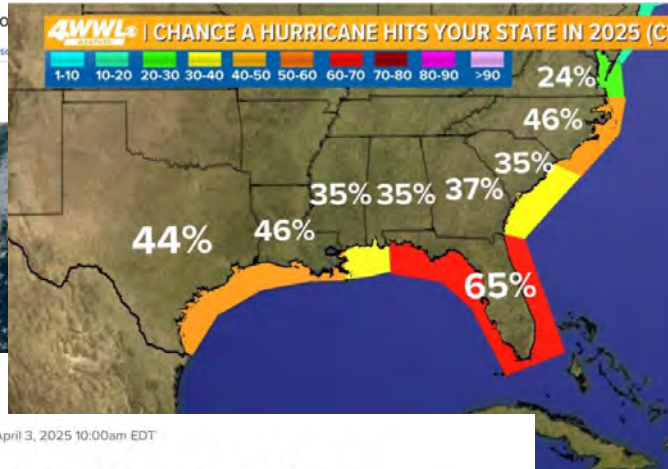 4WWL WEATHER | CHANCE A HURRICANE HITS YOUR STATE IN 2025 (C
1-10 10-20 20-30 30-40 40-50 50-60 60-70 70-80 80-90 >90
24%
46%
35%
35% 35% 37%
46%
44%
65%
April 3, 2025 10:00am EDT